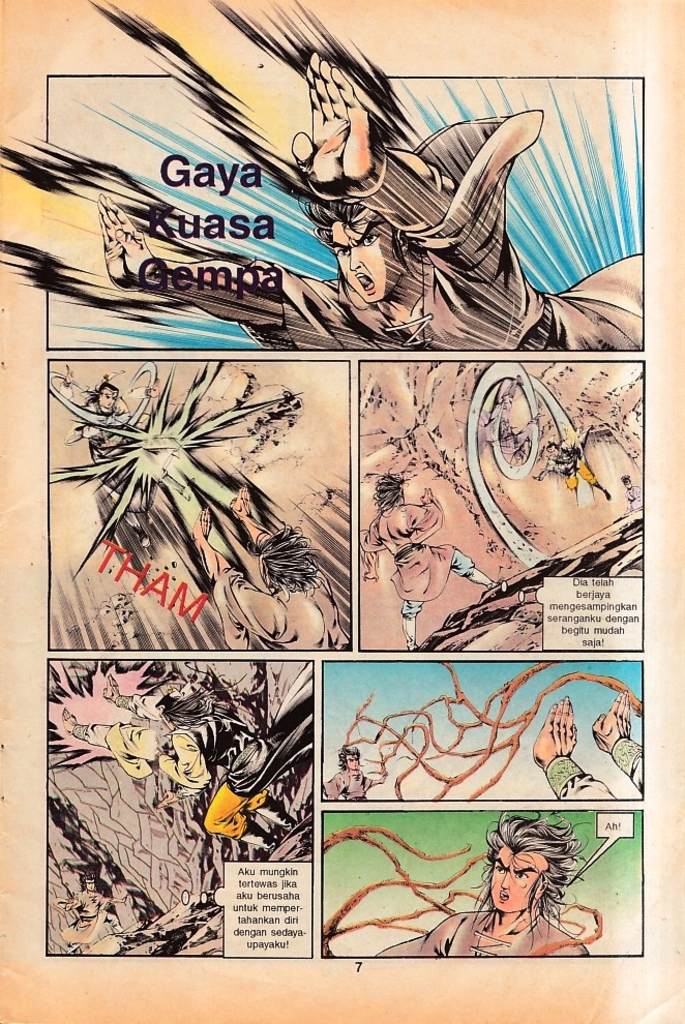 Gaya
Kuasa
Gempa
THAM
Dia telah
berjaya
mengesampingkan
seranganku dengan
begitu mudah
saja!
Aku mungkin
tertewas jika
aku berusaha
untuk memper-
tahankan diri
dengan sedaya-
upayaku!
Ah!
7